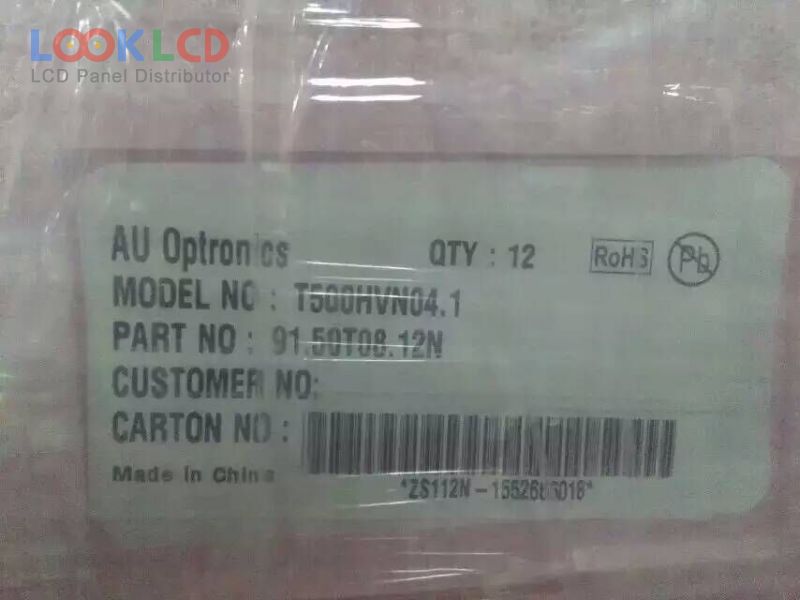 LOOKLCD
LCD Panel Distributor
AU Optronics QTY : 12 RoHS Pb
MODEL NO : T500HVN04.1
PART NO : 91.50T08.12N
CUSTOMER NO:
CARTON NO :
Made in China